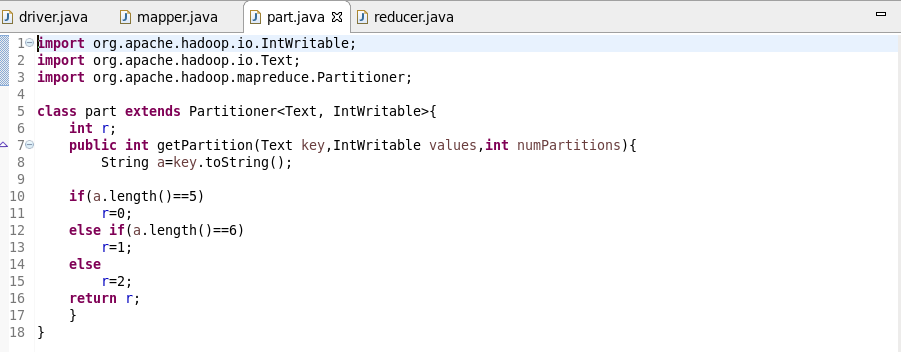 driver.java mapper.java part.java reducer.java
1 import org.apache.hadoop.io.IntWritable;
2 import org.apache.hadoop.io.Text;
3 import org.apache.hadoop.mapreduce.Partitioner;
4
5 class part extends Partitioner<Text, IntWritable>{
6     int r;
7     public int getPartition(Text key,IntWritable values,int numPartitions){
8         String a=key.toString();
9
10     if(a.length()==5)
11         r=0;
12     else if(a.length()==6)
13         r=1;
14     else
15         r=2;
16     return r;
17     }
18 }